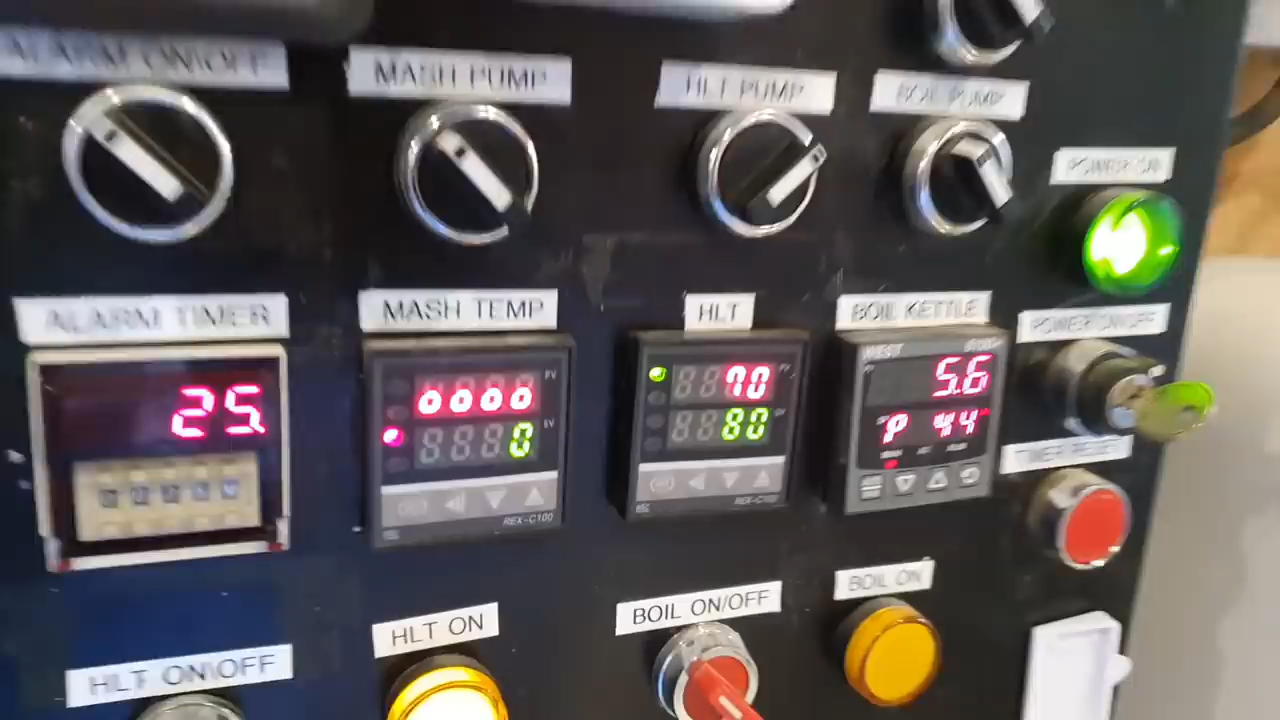 ALARM ON/OFF
MASH PUMP
HLT PUMP
BOIL PUMP
POWER ON
ALARM TIMER
MASH TEMP
HLT
BOIL KETTLE
POWER ON/OFF
25
oooo
0
REX-C100
70
80
REX-C100
WEST
5.6
P 44
TIMER RESET
HLT ON\OFF
HLT ON
BOIL ON/OFF
BOIL ON